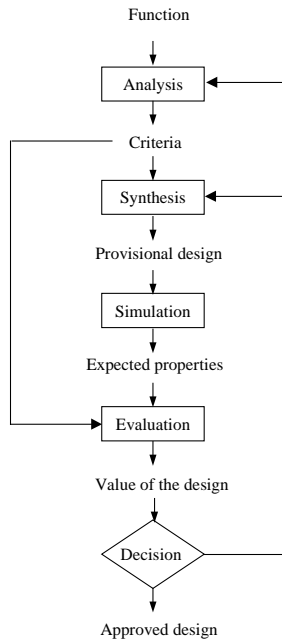 Function
Analysis
Criteria
Synthesis
Provisional design
Simulation
Expected properties
Evaluation
Value of the design
Decision
Approved design